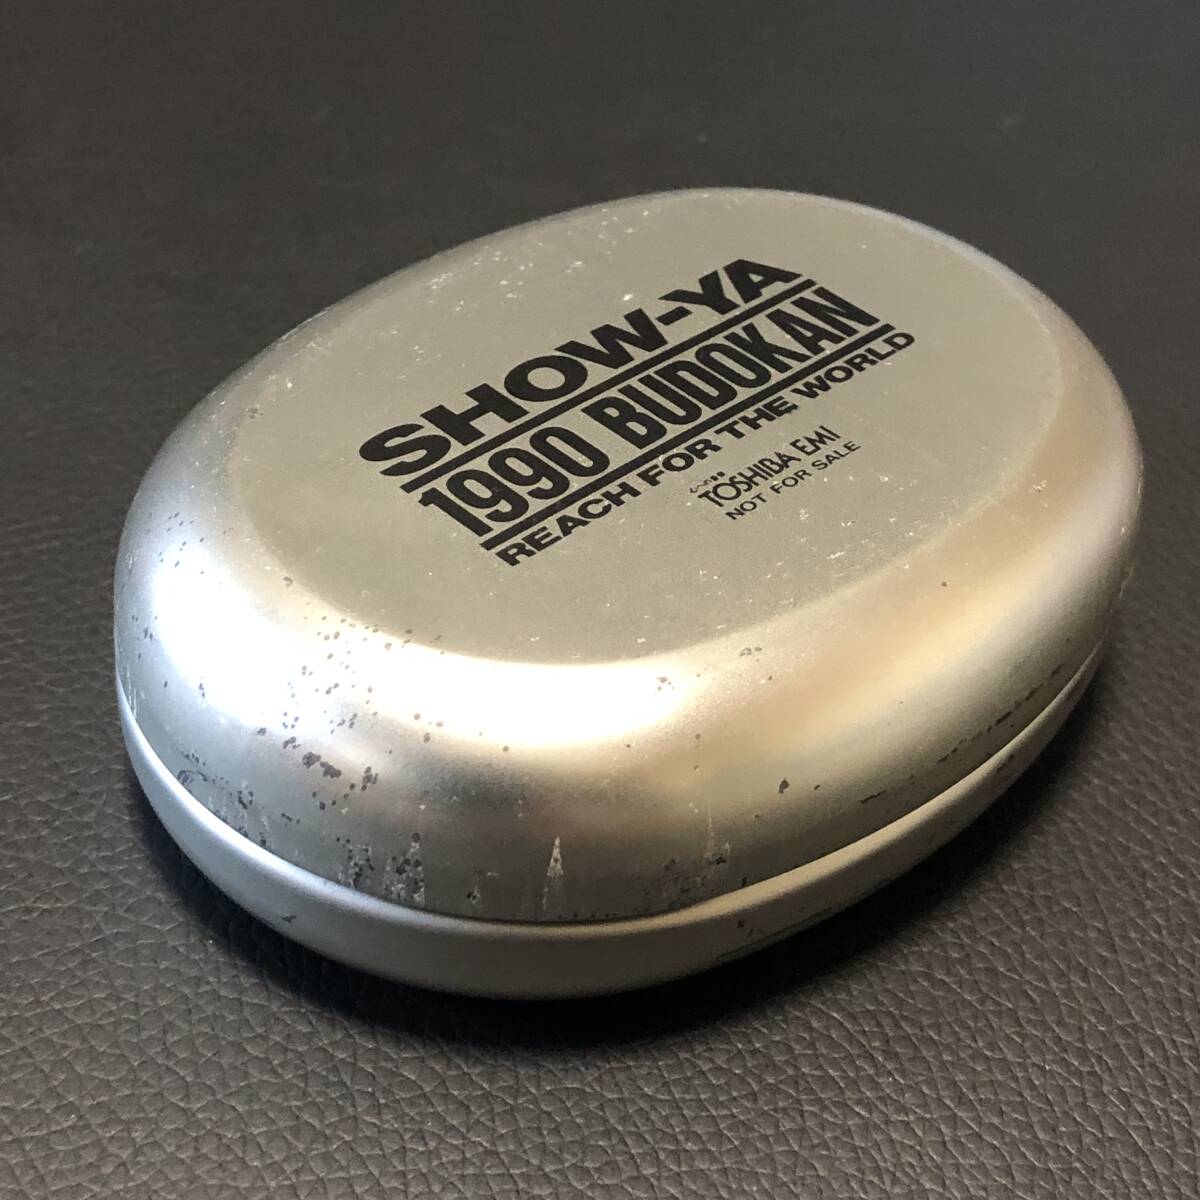 SHOW-YA
1990 BUDOKAN
REACH FOR THE WORLD
TOSHIBA EMI
NOT FOR SALE